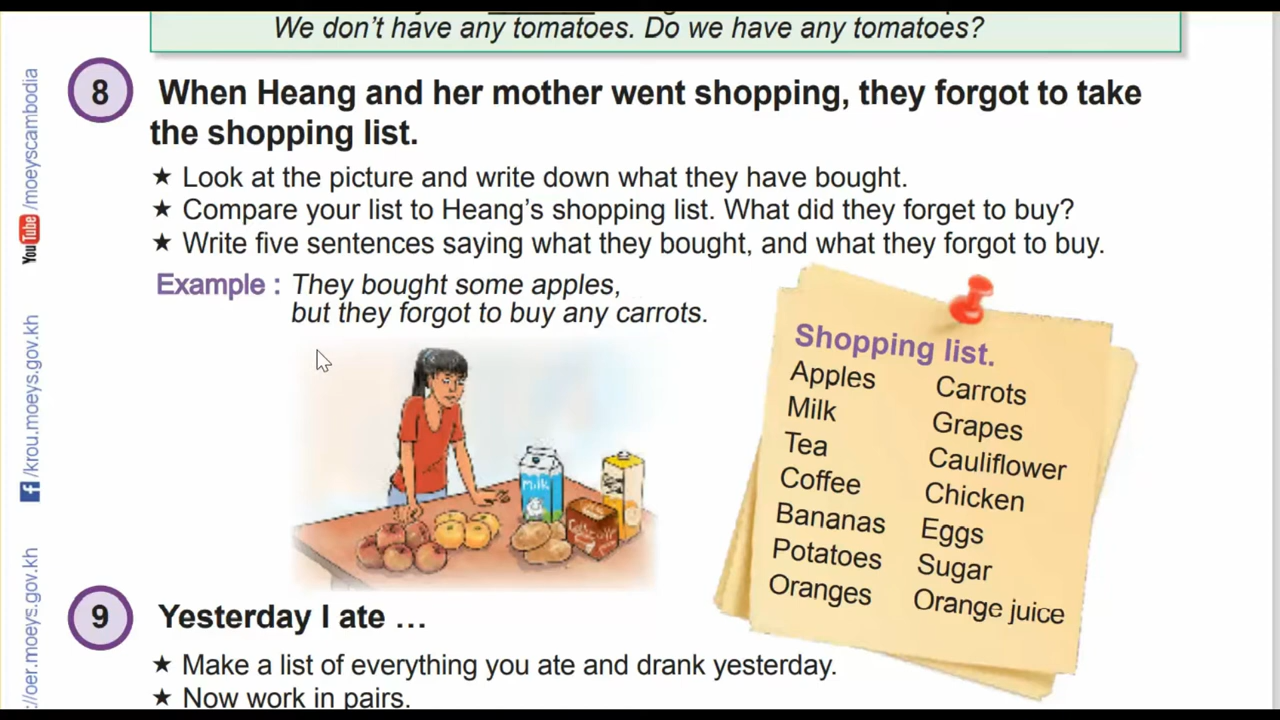 We don't have any tomatoes. Do we have any tomatoes?
8 When Heang and her mother went shopping, they forgot to take
the shopping list.
★ Look at the picture and write down what they have bought.
★ Compare your list to Heang's shopping list. What did they forget to buy?
★ Write five sentences saying what they bought, and what they forgot to buy.
Example : They bought some apples,
but they forgot to buy any carrots.
Milk
Shopping list.
Apples
Milk
Tea
Coffee
Bananas
Potatoes
Oranges
Carrots
Grapes
Cauliflower
Chicken
Eggs
Sugar
Orange juice
9 Yesterday I ate …
★ Make a list of everything you ate and drank yesterday.
★ Now work in pairs.
YouTube /moeyscambodia
f /krou.moeys.gov.kh
://oer.moeys.gov.kh